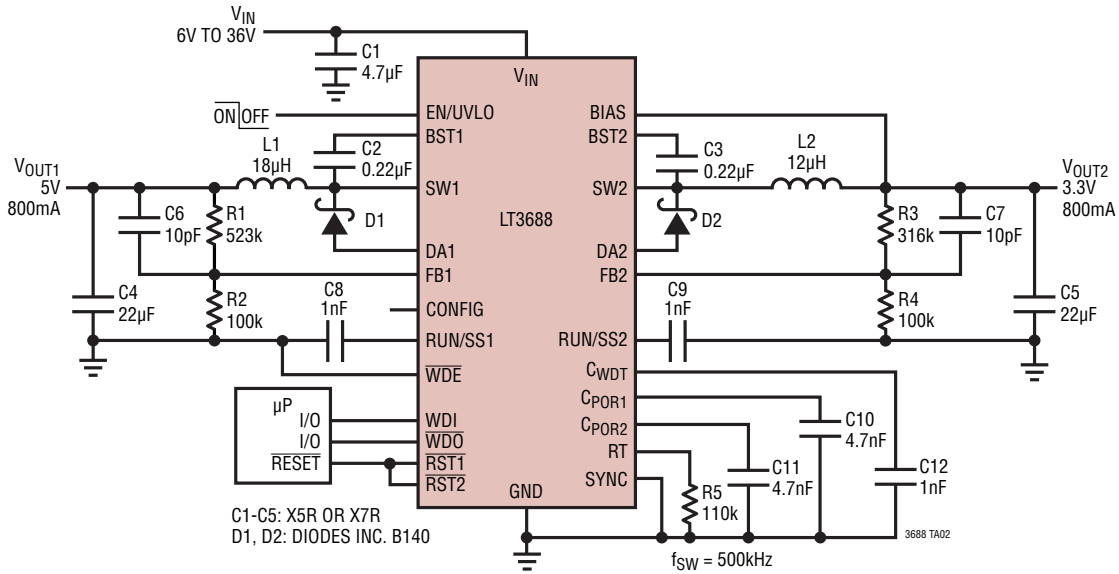 VIN
6V TO 36V
C1
4.7µF
VIN
ON OFF
EN/UVLO
BIAS
BST1
BST2
L1
18µH
C2
0.22µF
C3
0.22µF
L2
12µH
VOUT1
5V
800mA
SW1
SW2
VOUT2
3.3V
800mA
LT3688
C6
10pF
R1
523k
D1
D2
R3
316k
C7
10pF
DA1
DA2
FB1
FB2
C4
22µF
R2
100k
C8
1nF
CONFIG
C9
1nF
R4
100k
C5
22µF
RUN/SS1
RUN/SS2
WDE
CWDT
µP
CPOR1
I/O
WDI
CPOR2
C10
4.7nF
I/O
WDO
RESET
RST1
RT
RST2
SYNC
C11
4.7nF
C12
1nF
GND
R5
110k
C1-C5: X5R OR X7R
D1, D2: DIODES INC. B140
3688 TA02
fSW = 500kHz